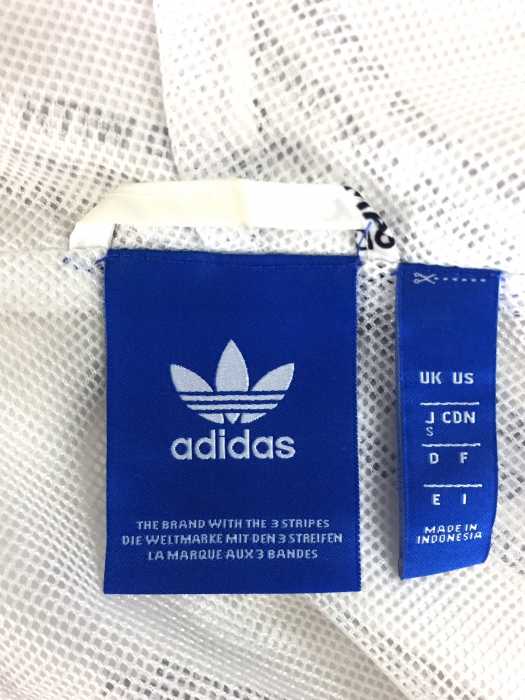 adidas
THE BRAND WITH THE 3 STRIPES
DIE WELTMARKE MIT DEN 3 STREIFEN
LA MARQUE AUX 3 BANDES
UK US
J CDN
S
D F
E I
MADE IN
INDONESIA